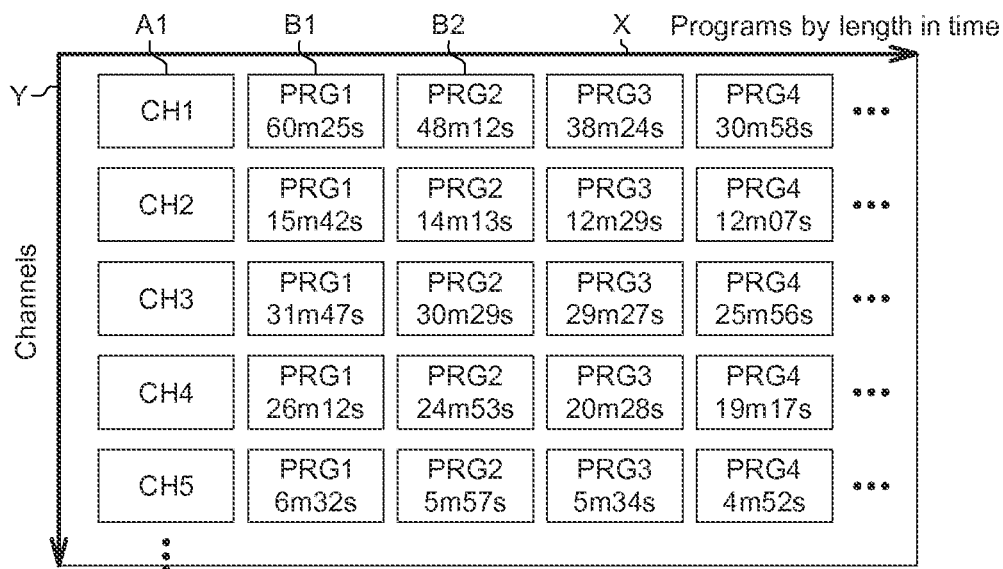 A1 B1 B2 X Programs by length in time
Y
CH1 PRG1 PRG2 PRG3 PRG4 •••
60m25s 48m12s 38m24s 30m58s
CH2 PRG1 PRG2 PRG3 PRG4 •••
15m42s 14m13s 12m29s 12m07s
Channels
CH3 PRG1 PRG2 PRG3 PRG4 •••
31m47s 30m29s 29m27s 25m56s
CH4 PRG1 PRG2 PRG3 PRG4 •••
26m12s 24m53s 20m28s 19m17s
CH5 PRG1 PRG2 PRG3 PRG4 •••
6m32s 5m57s 5m34s 4m52s